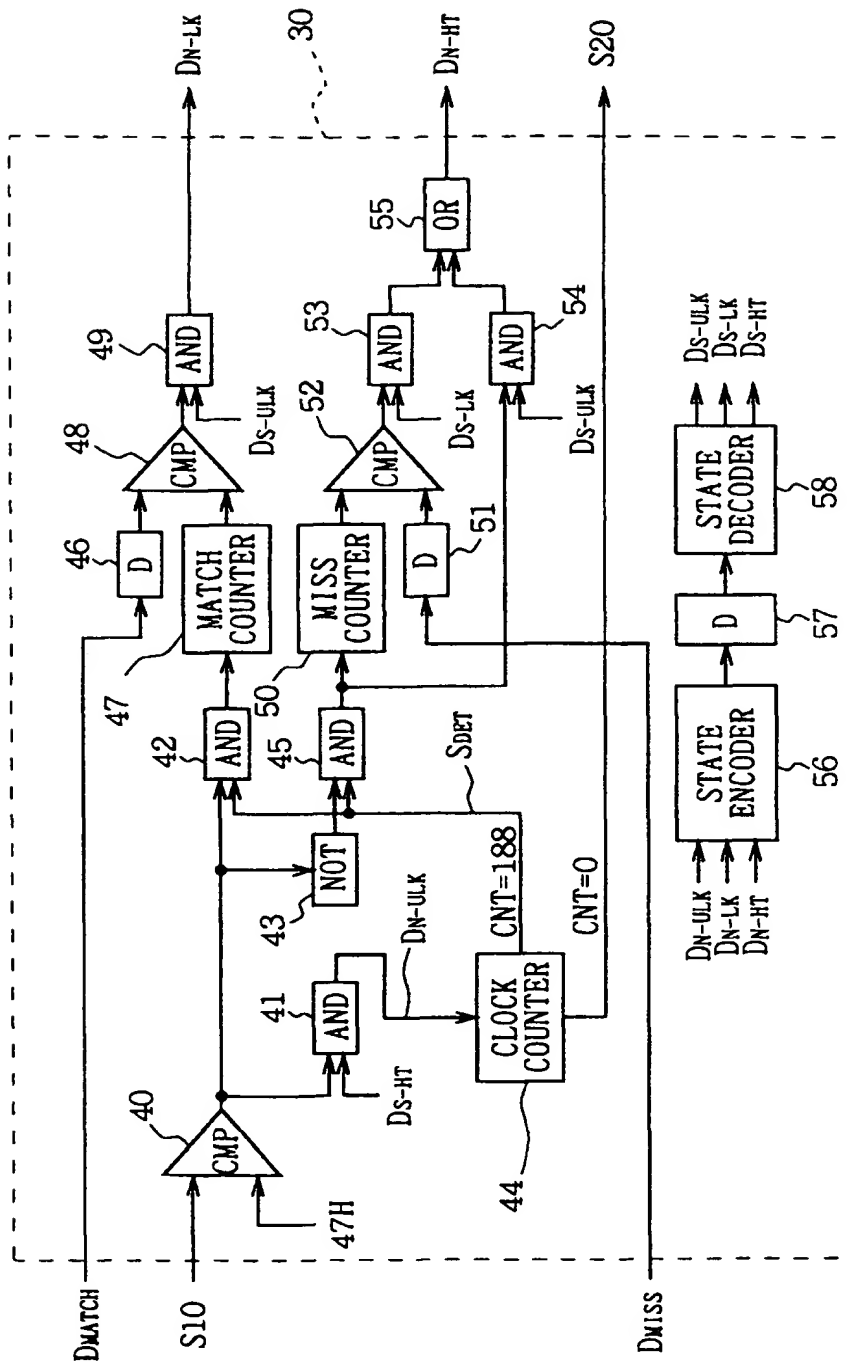 30
DMATCH
S10
47H
40
CMP
DN-LK
49
AND
DS-ULK
48
CMP
46
D
MATCH
COUNTER
47
42
AND
DN-HT
55
OR
53
AND
DS-LK
54
AND
DS-ULK
52
CMP
51
D
MISS
COUNTER
50
45
AND
NOT
43
SDET
41
AND
DS-HT
DN-ULK
CLOCK
COUNTER
44
CNT=188
CNT=0
S20
DMISS
DN-ULK
DN-LK
DN-HT
STATE
ENCODER
56
D
57
STATE
DECODER
58
DS-ULK
DS-LK
DS-HT